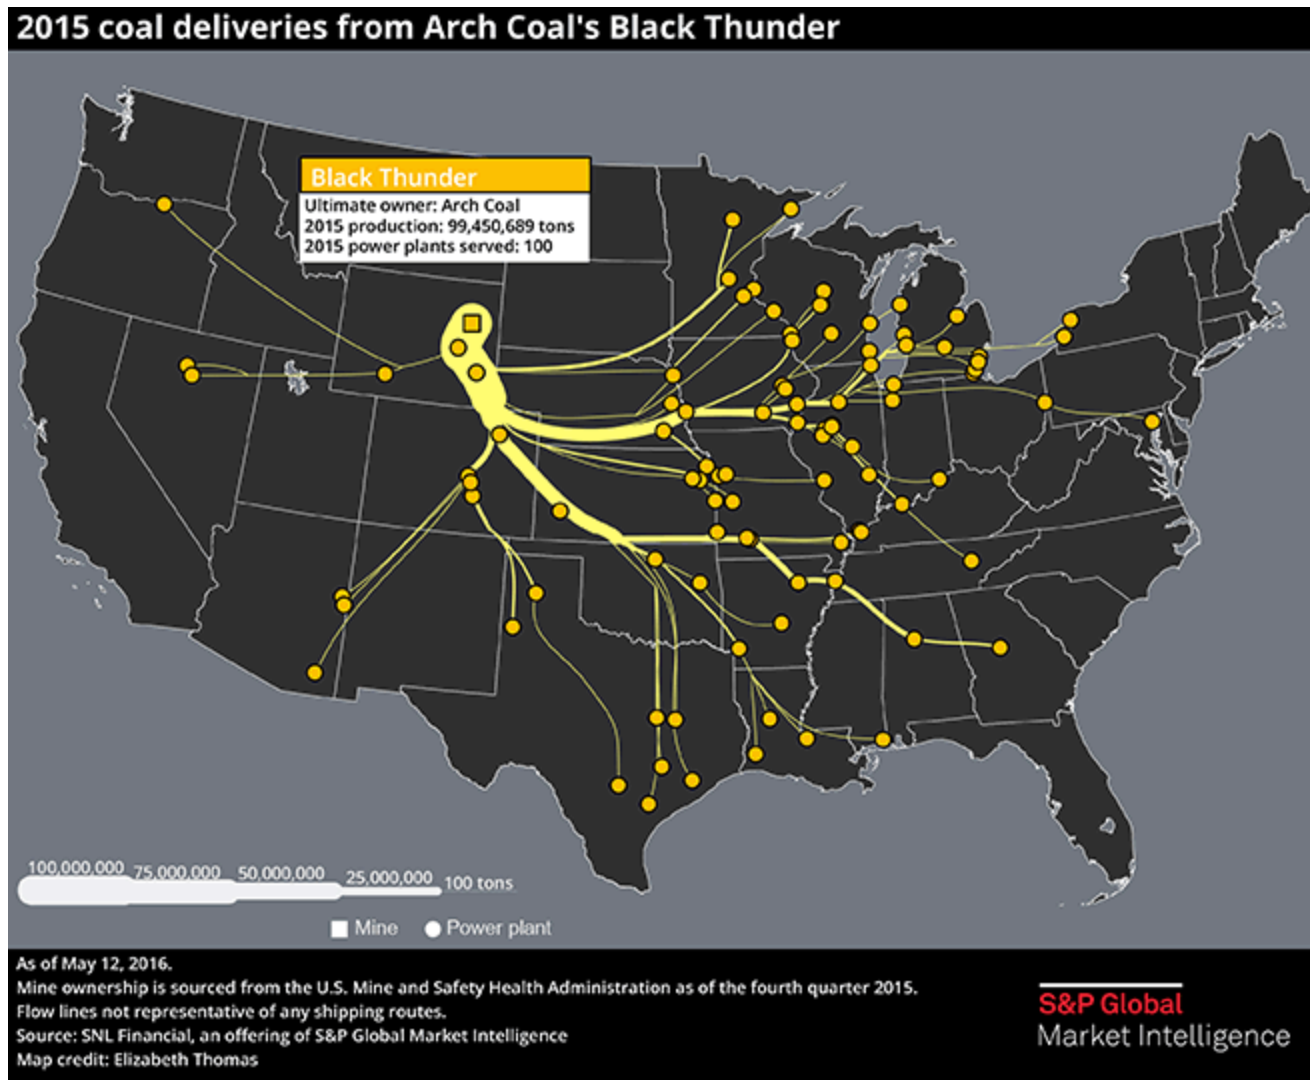 2015 coal deliveries from Arch Coal's Black Thunder
Black Thunder
Ultimate owner: Arch Coal
2015 production: 99,450,689 tons
2015 power plants served: 100
100,000,000 75,000,000 50,000,000 25,000,000 100 tons
Mine Power plant
As of May 12, 2016.
Mine ownership is sourced from the U.S. Mine and Safety Health Administration as of the fourth quarter 2015.
Flow lines not representative of any shipping routes.
Source: SNL Financial, an offering of S&P Global Market Intelligence
Map credit: Elizabeth Thomas
S&P Global
Market Intelligence